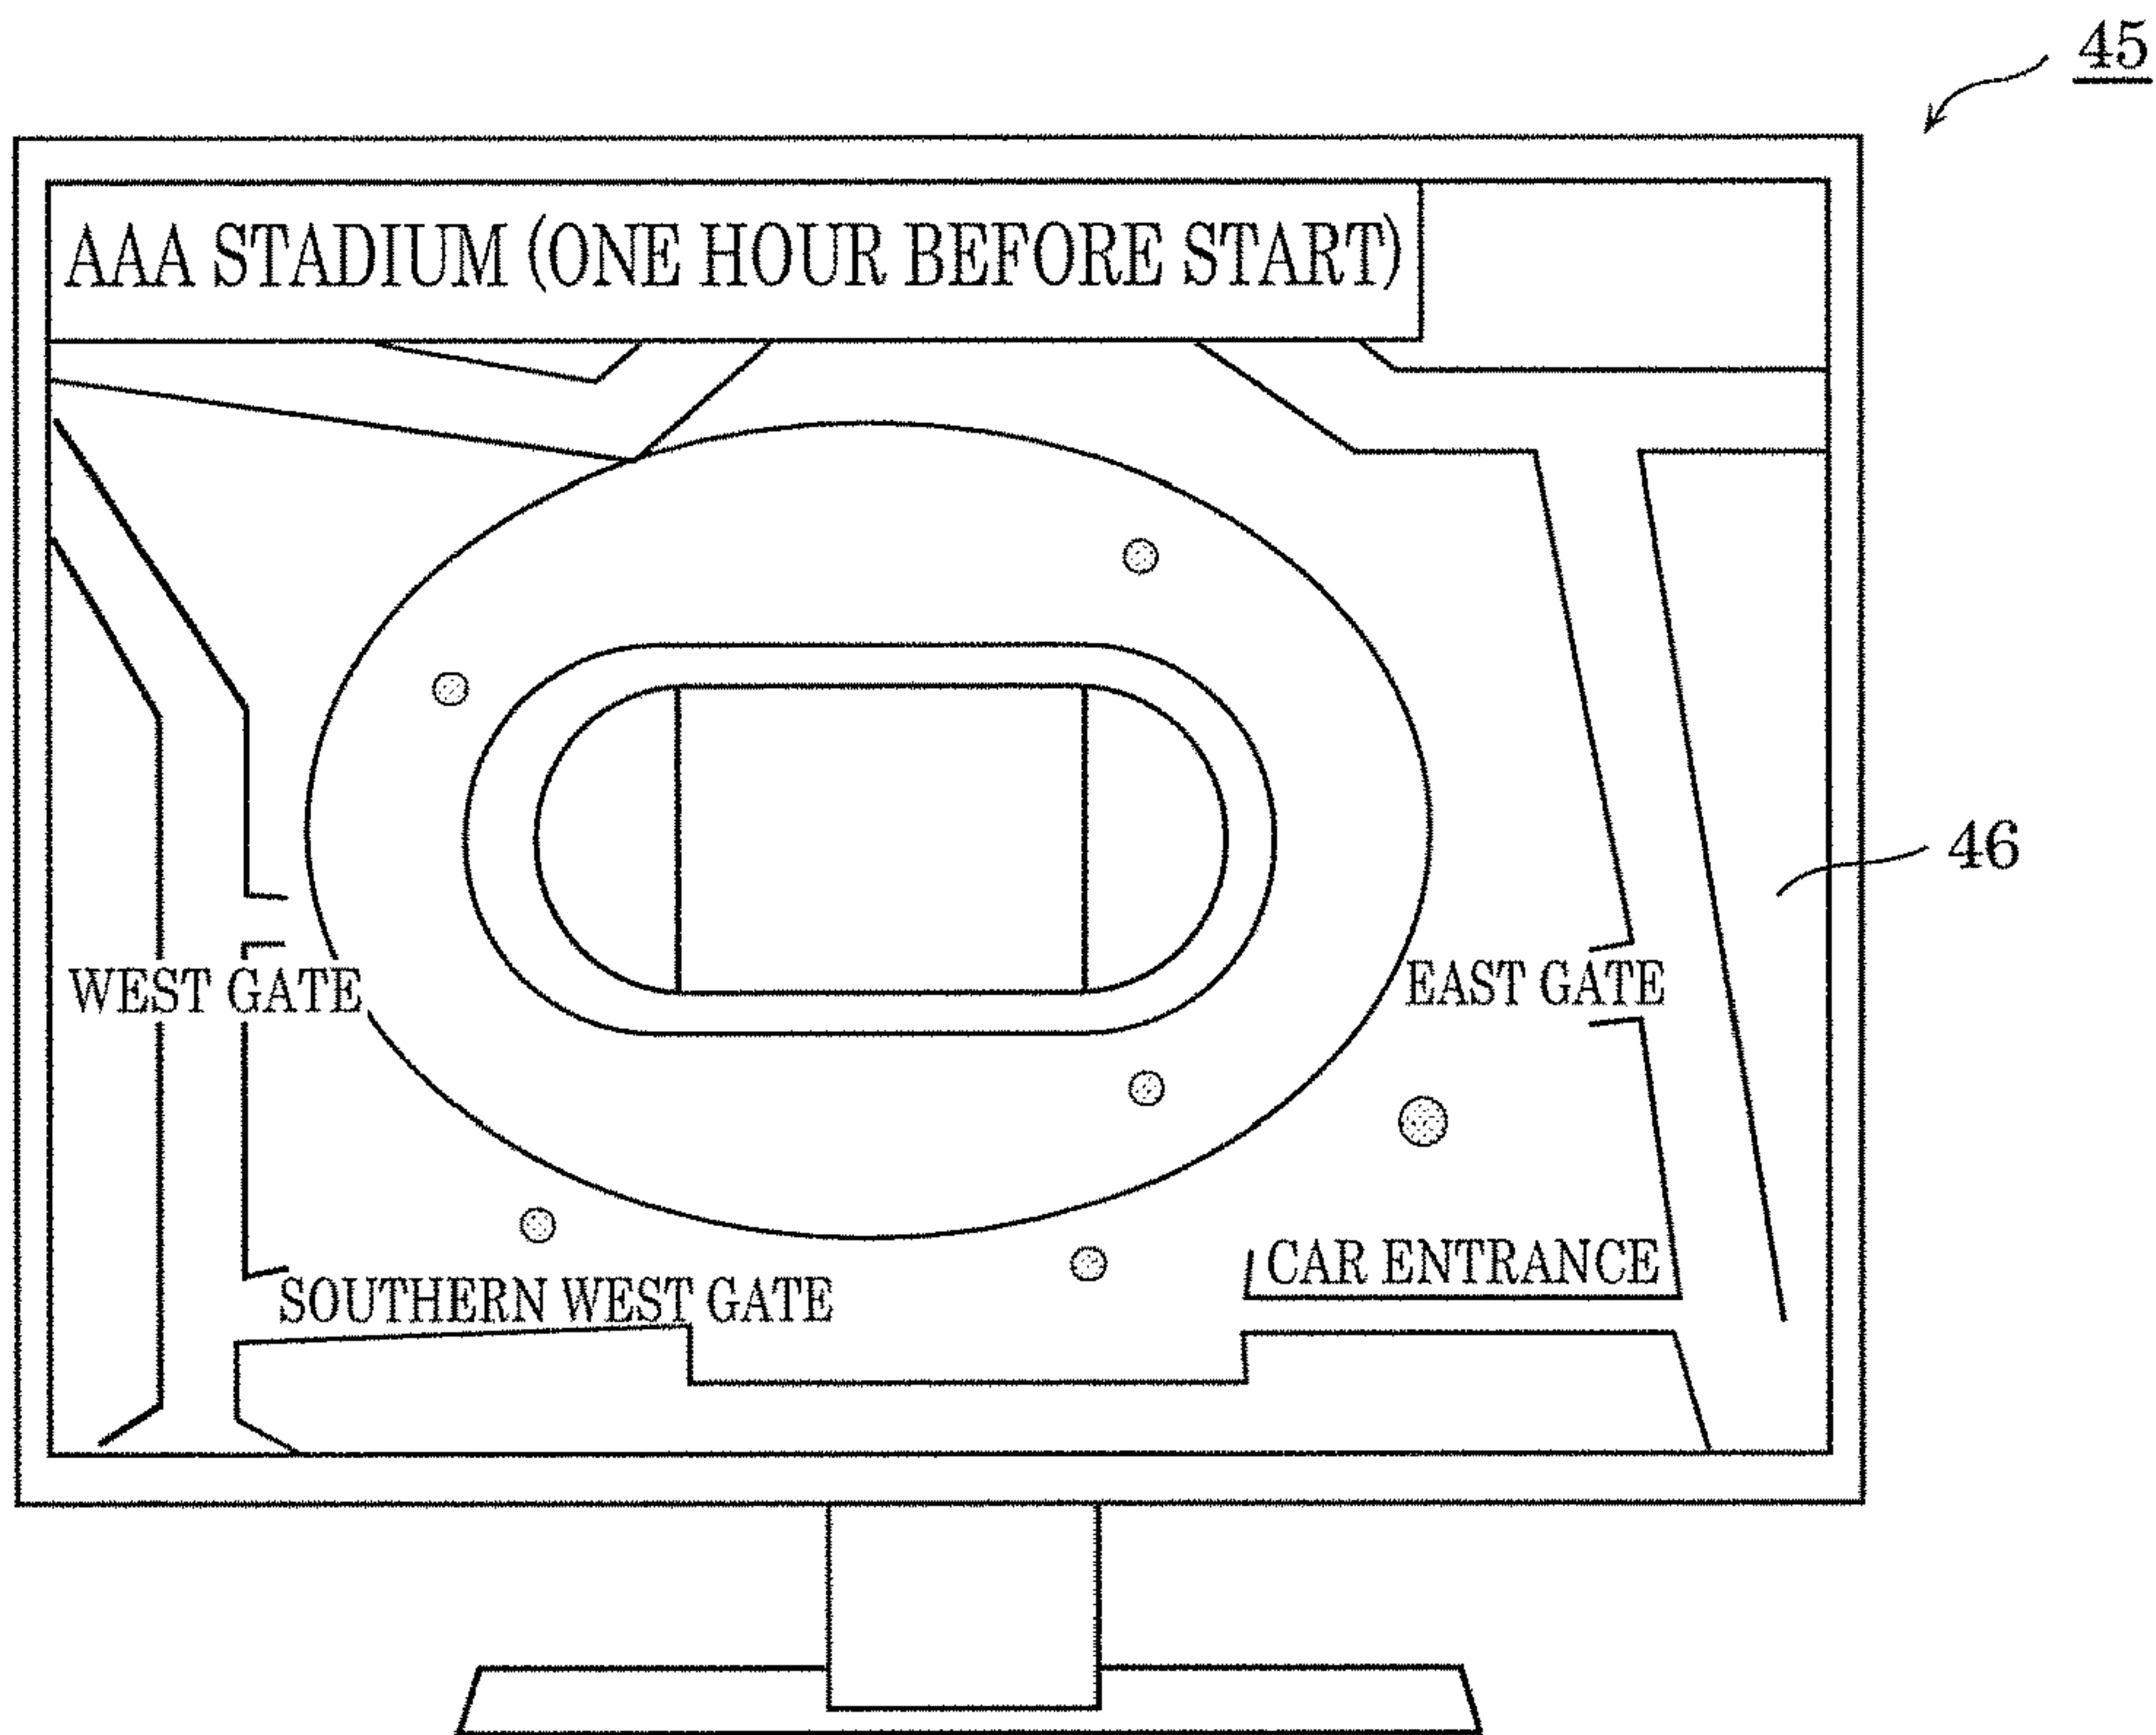 45
AAA STADIUM (ONE HOUR BEFORE START)
46
WEST GATE
EAST GATE
CAR ENTRANCE
SOUTHERN WEST GATE